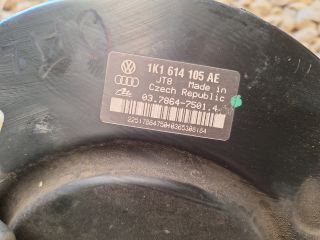 1K1 614 105 AE
JT8 Made in
Czech Republic
03.7864-7501.4